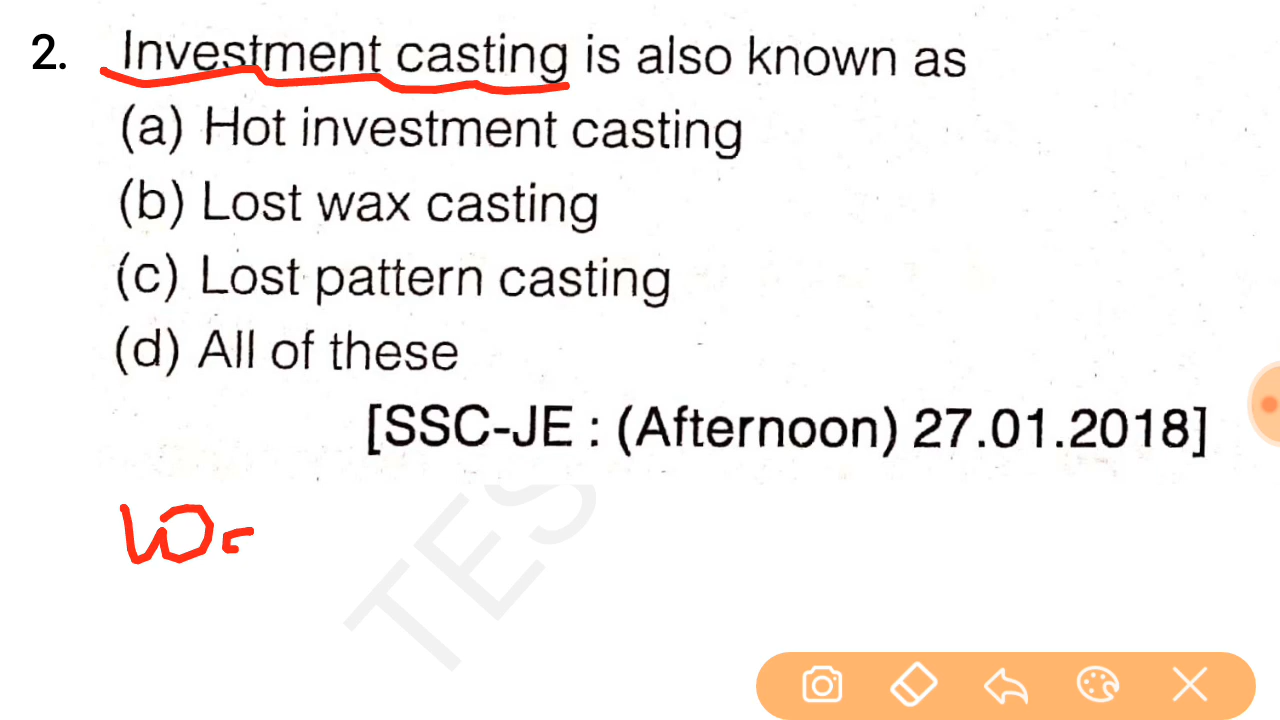 2. Investment casting is also known as
(a) Hot investment casting
(b) Lost wax casting
(c) Lost pattern casting
(d) All of these
[SSC-JE : (Afternoon) 27.01.2018]
TES